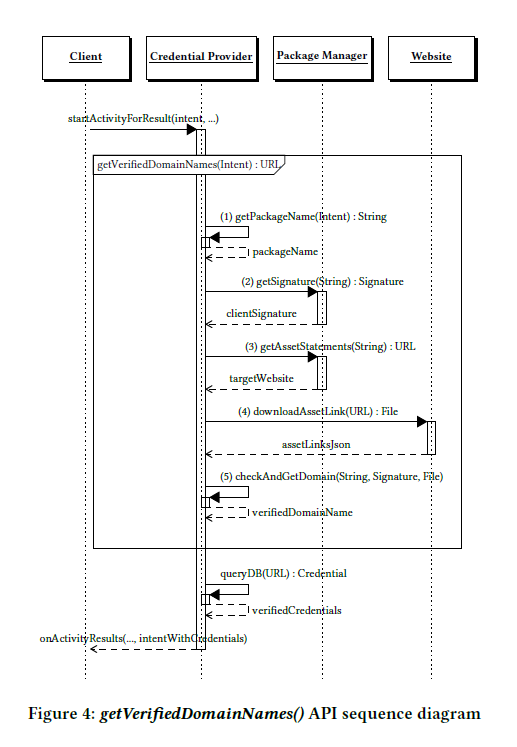 Client
Credential Provider
Package Manager
Website
startActivityForResult(intent, ...)
getVerifiedDomainNames(Intent) : URL
(1) getPackageName(Intent) : String
packageName
(2) getSignature(String) : Signature
clientSignature
(3) getAssetStatements(String) : URL
targetWebsite
(4) downloadAssetLink(URL) : File
assetLinksJson
(5) checkAndGetDomain(String, Signature, File)
verifiedDomainName
queryDB(URL) : Credential
verifiedCredentials
onActivityResults(..., intentWithCredentials)
Figure 4: getVerifiedDomainNames() API sequence diagram